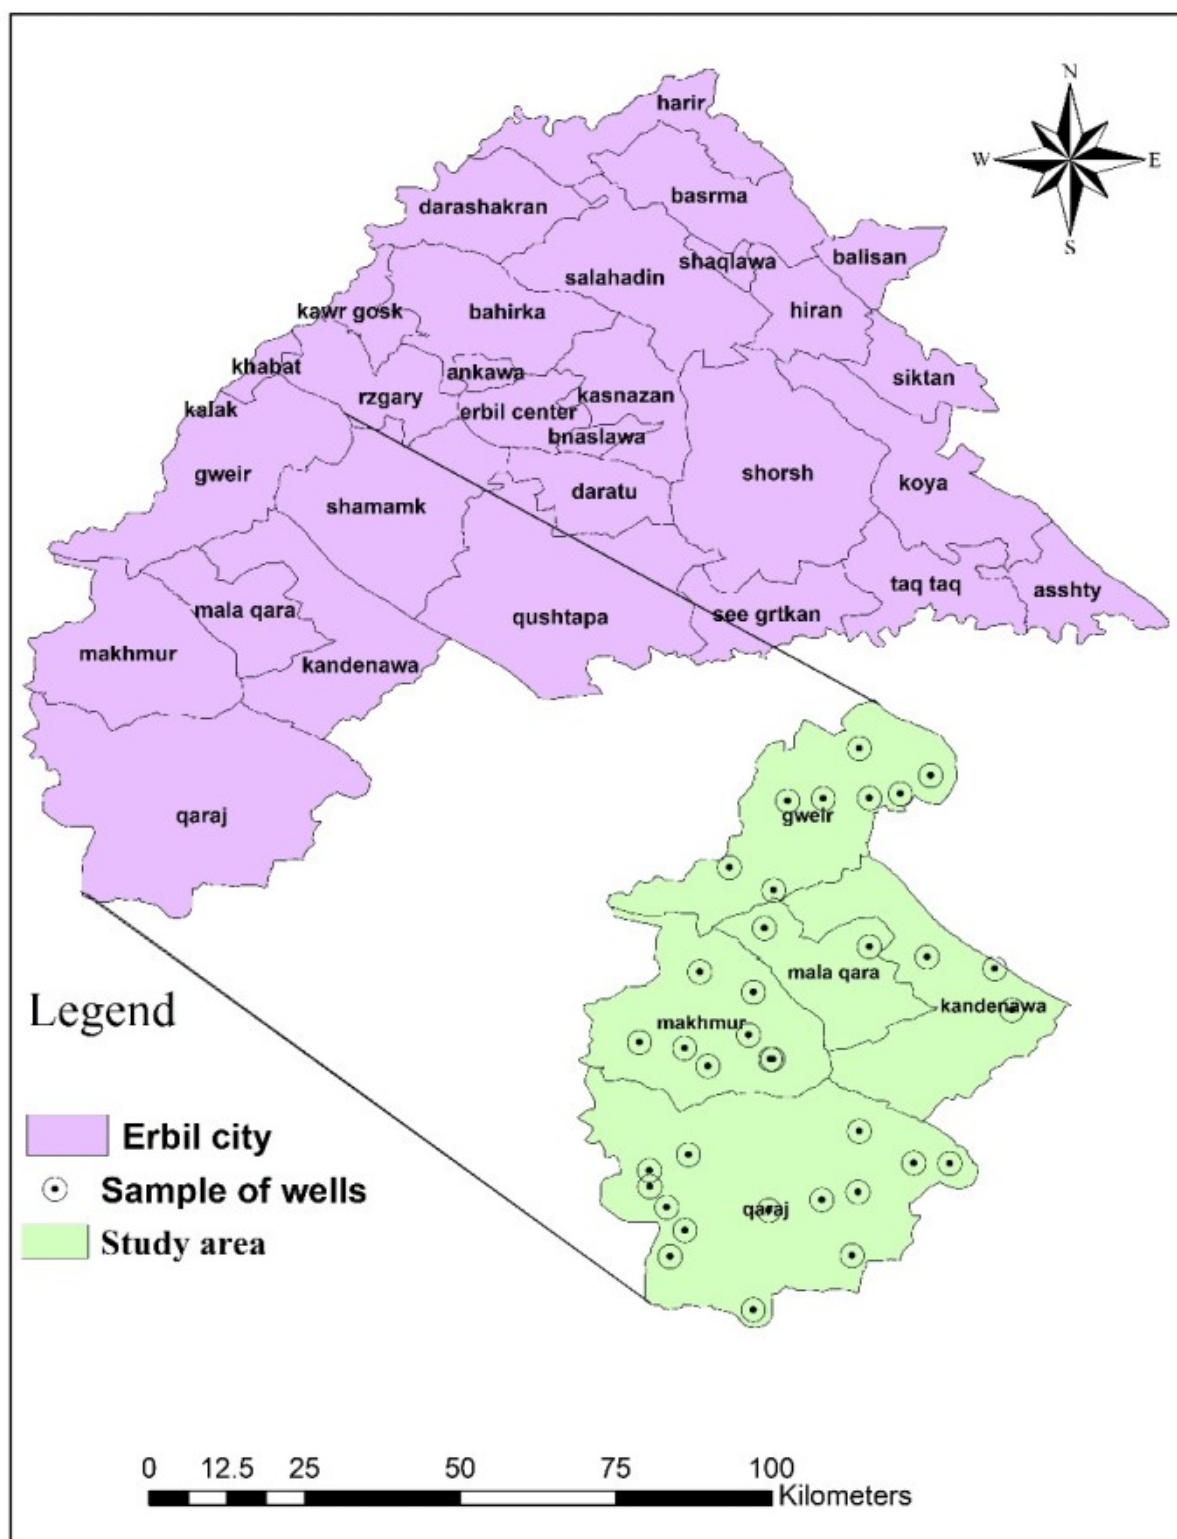 N
W E
S
harir
basrma
darashakran
balisan
shaqlawa
salahadin
hiran
kawr gosk
bahirka
khabat
ankawa
siktan
rzgary
kasnazan
kalak
erbil center
bnaslawa
gweir
shorsh
koya
daratu
shamamk
taq taq
asshty
mala qara
see grtkan
qushtapa
makhmur
kandenawa
qaraj
gweir
mala qara
kandenawa
makhmur
qaraj
Legend
Erbil city
Sample of wells
Study area
0 12.5 25 50 75 100
Kilometers